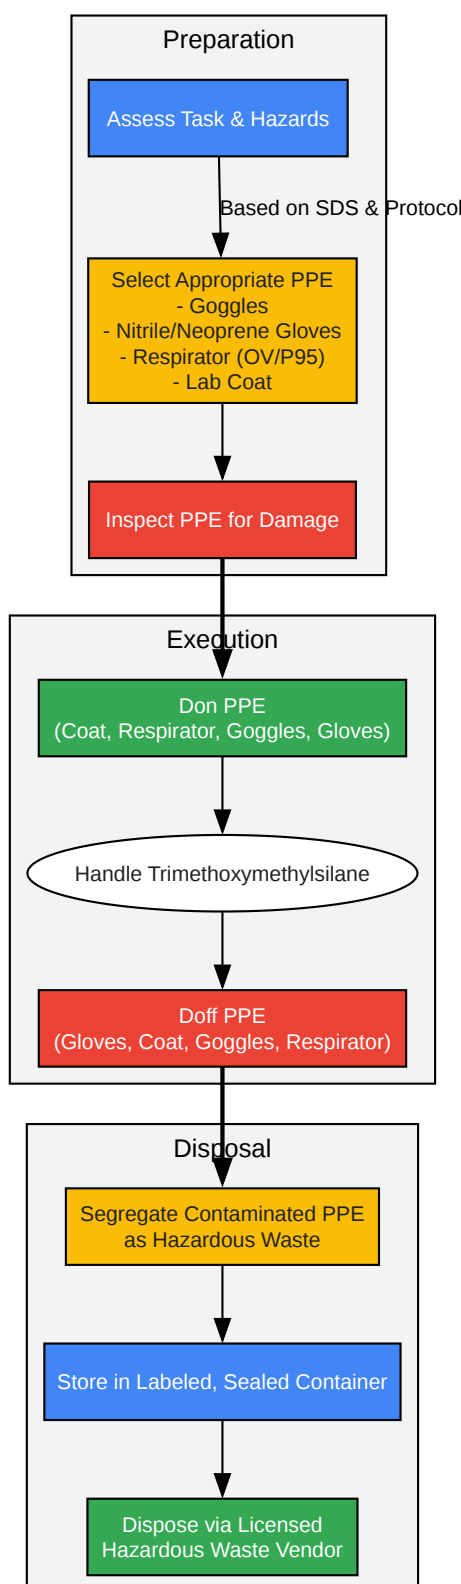 Preparation
Assess Task & Hazards
Based on SDS & Protocol
Select Appropriate PPE
- Goggles
- Nitrile/Neoprene Gloves
- Respirator (OV/P95)
- Lab Coat
Inspect PPE for Damage
Execution
Don PPE
(Coat, Respirator, Goggles, Gloves)
Handle Trimethoxymethylsilane
Doff PPE
(Gloves, Coat, Goggles, Respirator)
Disposal
Segregate Contaminated PPE
as Hazardous Waste
Store in Labeled, Sealed Container
Dispose via Licensed
Hazardous Waste Vendor